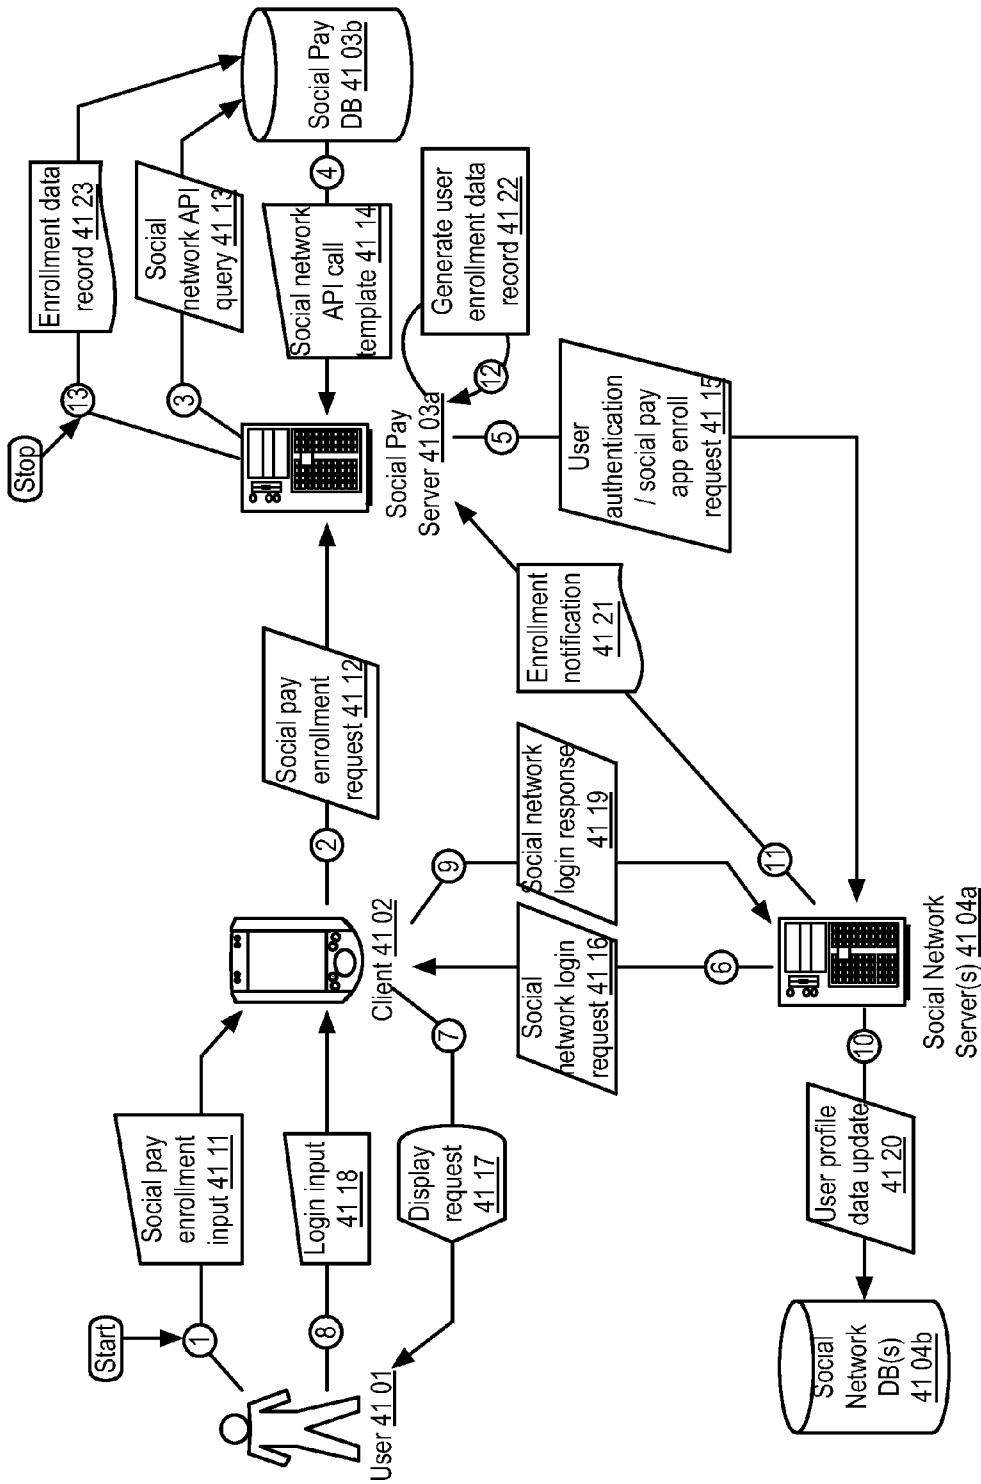 Start
1
Social pay
enrollment
input 41 11
User 41 01
8
Login input
41 18
Display
request
41 17
7
Client 41 02
2
Social pay
enrollment
request 41 12
Stop
13
Enrollment data
record 41 23
3
Social
network API
query 41 13
Social Pay
DB 41 03b
4
Social network
API call
template 41 14
Social Pay
Server 41 03a
12
Generate user
enrollment data
record 41 22
5
User
authentication
/ social pay
app enroll
request 41 15
Enrollment
notification
41 21
11
9
Social network
login response
41 19
Social
network login
request 41 16
6
Social Network
Server(s) 41 04a
10
User profile
data update
41 20
Social
Network
DB(s)
41 04b